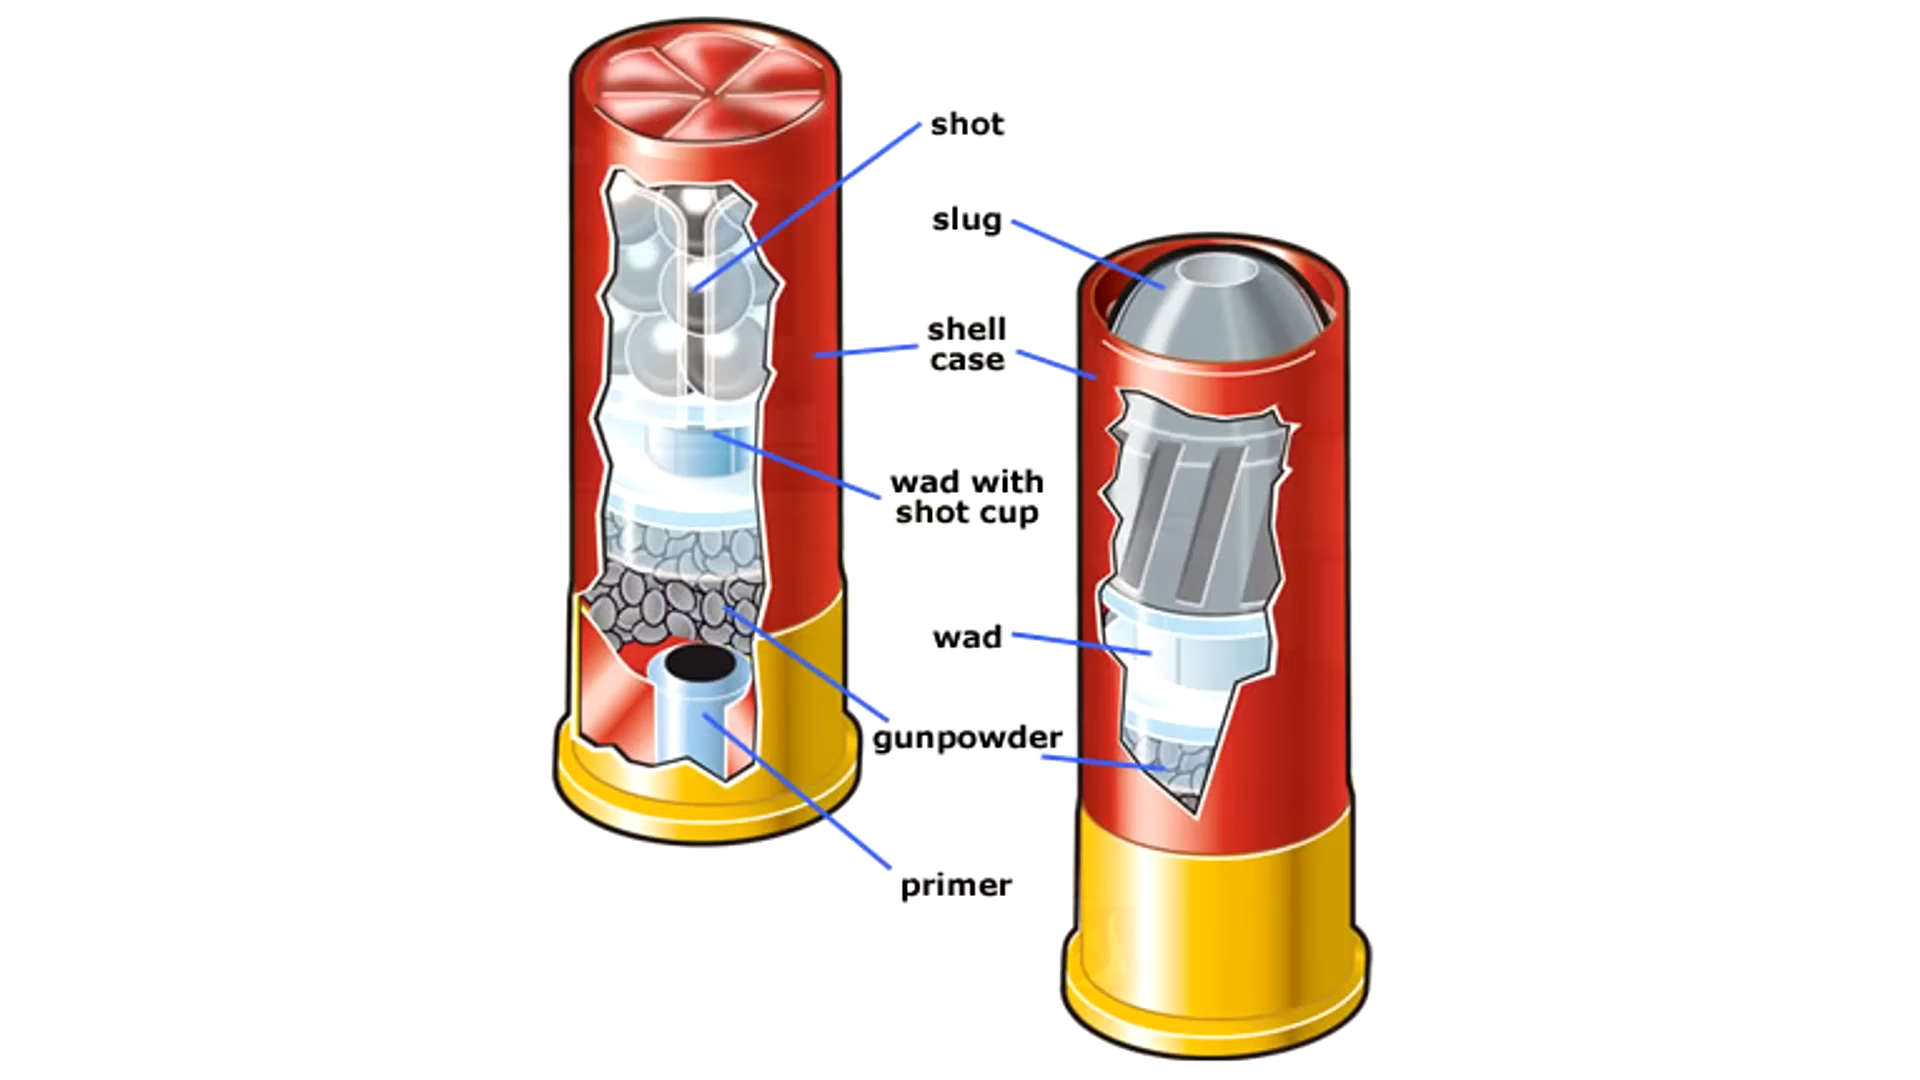 shot
slug
shell
case
wad with
shot cup
wad
gunpowder
primer